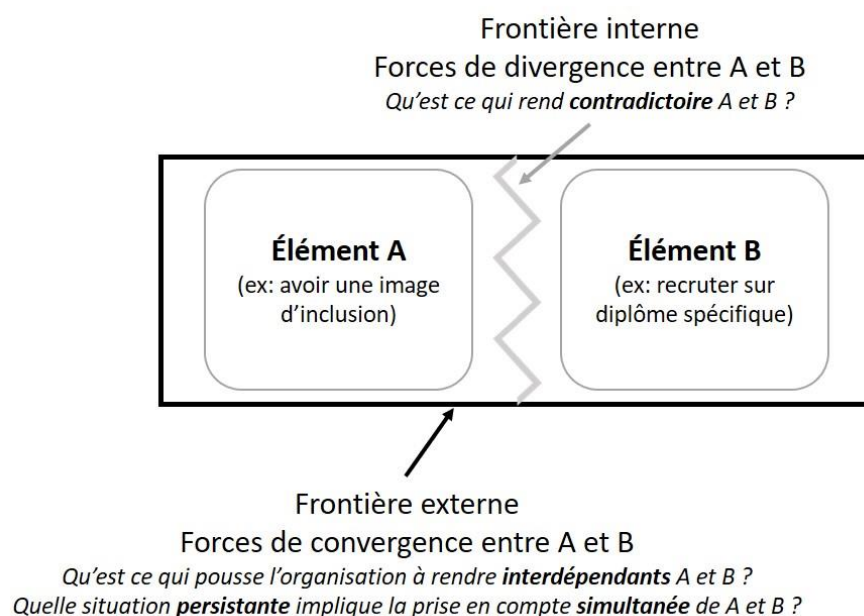 Frontière interne
Forces de divergence entre A et B
Qu'est ce qui rend contradictoire A et B ?
Élément A
(ex: avoir une image
d'inclusion)
Élément B
(ex: recruter sur
diplôme spécifique)
Frontière externe
Forces de convergence entre A et B
Qu'est ce qui pousse l'organisation à rendre interdépendants A et B ?
Quelle situation persistante implique la prise en compte simultanée de A et B ?